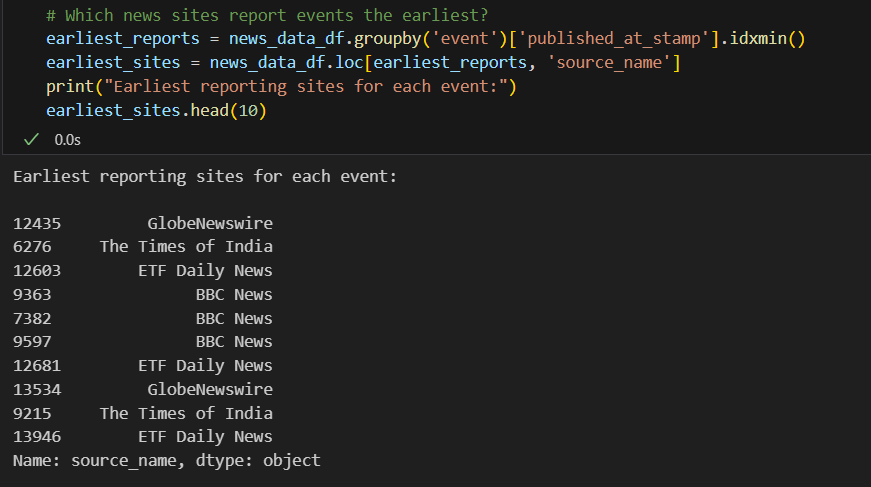 # Which news sites report events the earliest?
earliest_reports = news_data_df.groupby('event')['published_at_stamp'].idxmin()
earliest_sites = news_data_df.loc[earliest_reports, 'source_name']
print("Earliest reporting sites for each event:")
earliest_sites.head(10)
✓ 0.0s
Earliest reporting sites for each event:
12435 GlobeNewswire
6276 The Times of India
12603 ETF Daily News
9363 BBC News
7382 BBC News
9597 BBC News
12681 ETF Daily News
13534 GlobeNewswire
9215 The Times of India
13946 ETF Daily News
Name: source_name, dtype: object